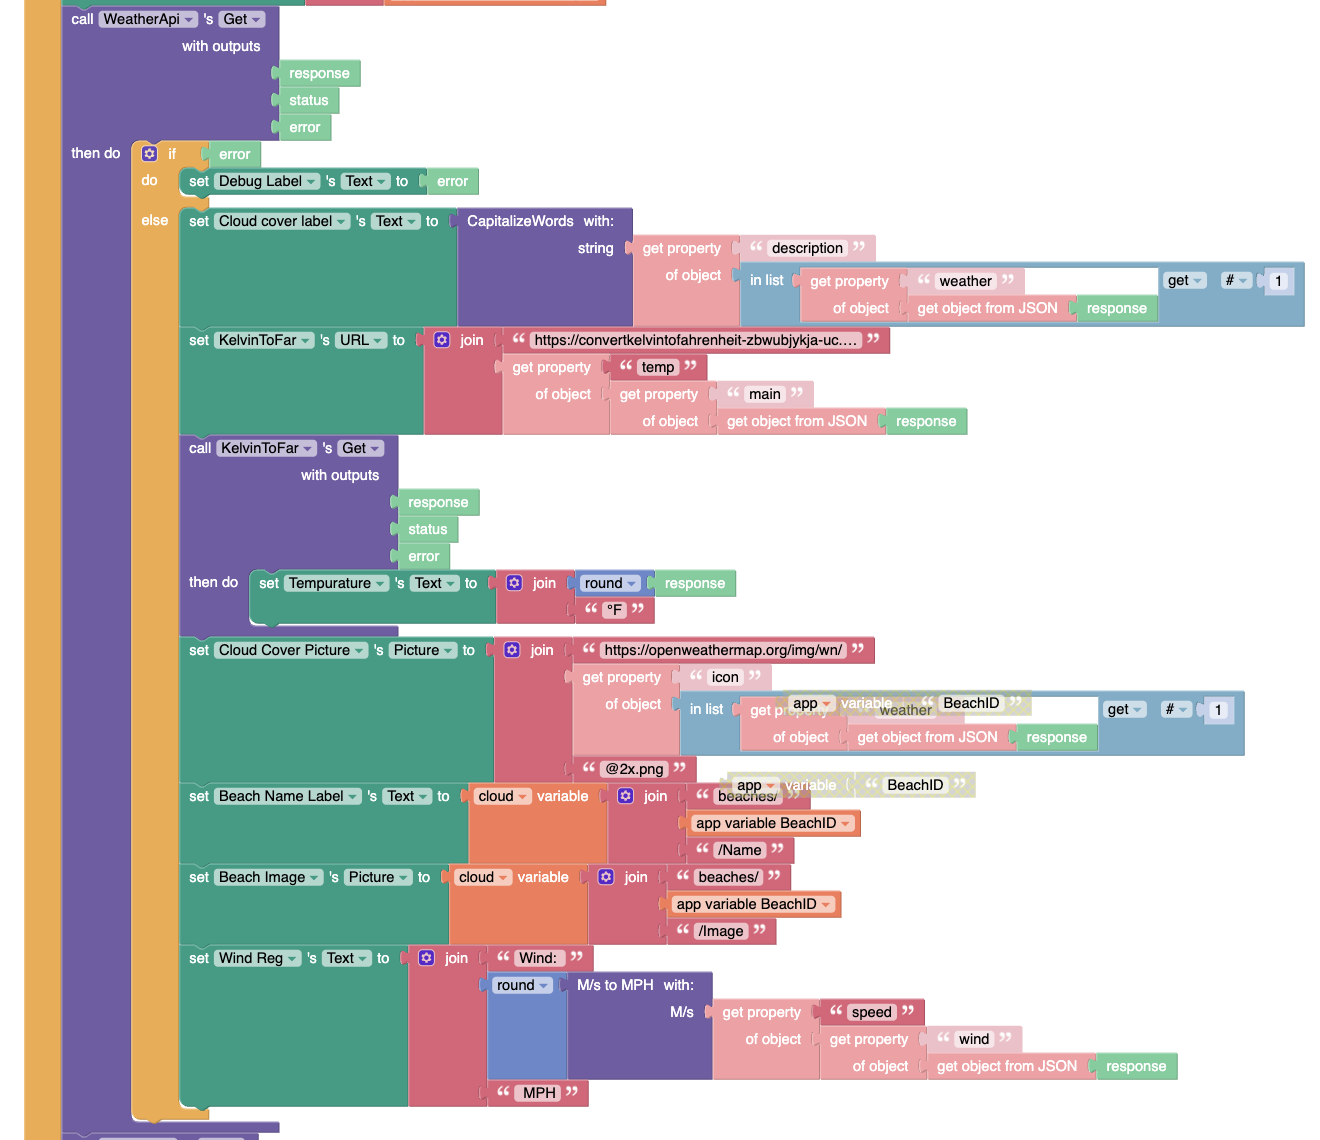 call WeatherApi 's Get
with outputs
response
status
error
then do if error
do set Debug Label 's Text to error
else set Cloud cover label 's Text to CapitalizeWords with:
string get property “ description ”
of object in list get property “ weather ” get # 1
of object get object from JSON response
set KelvinToFar 's URL to join “ https://convertkelvintofahrenheit-zbwubjykja-uc.... ”
get property “ temp ”
of object get property “ main ”
of object get object from JSON response
call KelvinToFar 's Get
with outputs
response
status
error
then do set Tempurature 's Text to join round response
“ °F ”
set Cloud Cover Picture 's Picture to join “ https://openweathermap.org/img/wn/ ”
get property “ icon ”
app variable “ BeachID ”
of object in list get property “ weather get # 1
of object get object from JSON response
“ @2x.png ”
app variable “ BeachID ”
set Beach Name Label 's Text to cloud variable join “ beaches/ ”
app variable BeachID
“ /Name ”
set Beach Image 's Picture to cloud variable join “ beaches/ ”
app variable BeachID
“ /Image ”
set Wind Reg 's Text to join “ Wind: ”
round M/s to MPH with:
M/s get property “ speed ”
of object get property “ wind ”
of object get object from JSON response
“ MPH ”